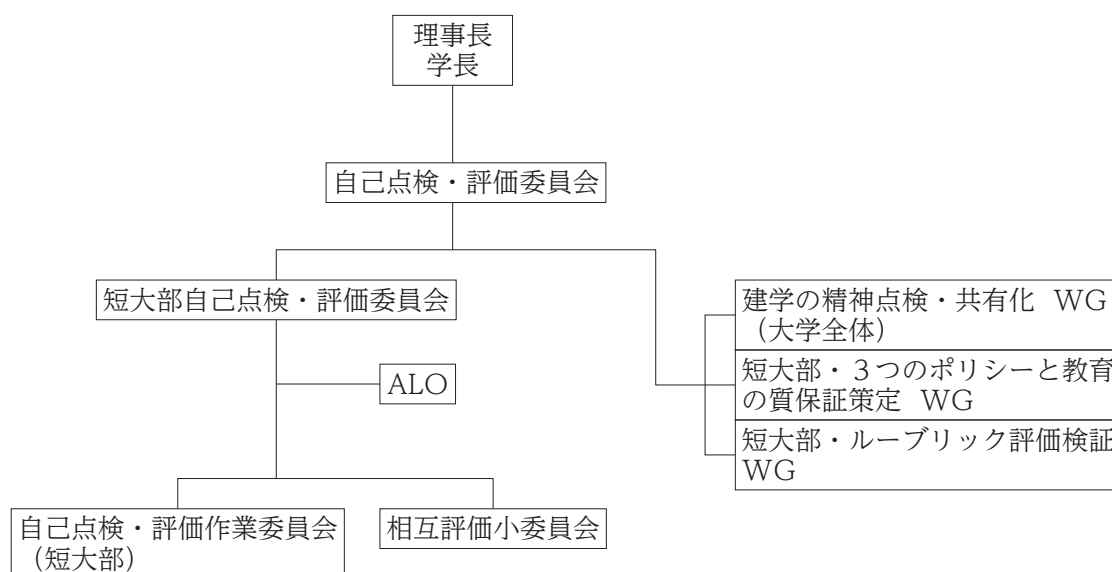 理事長
学長
自己点検・評価委員会
短大部自己点検・評価委員会
建学の精神点検・共有化 WG
（大学全体）
短大部・３つのポリシーと教育
の質保証策定 WG
短大部・ルーブリック評価検証
WG
ALO
自己点検・評価作業委員会
（短大部）
相互評価小委員会